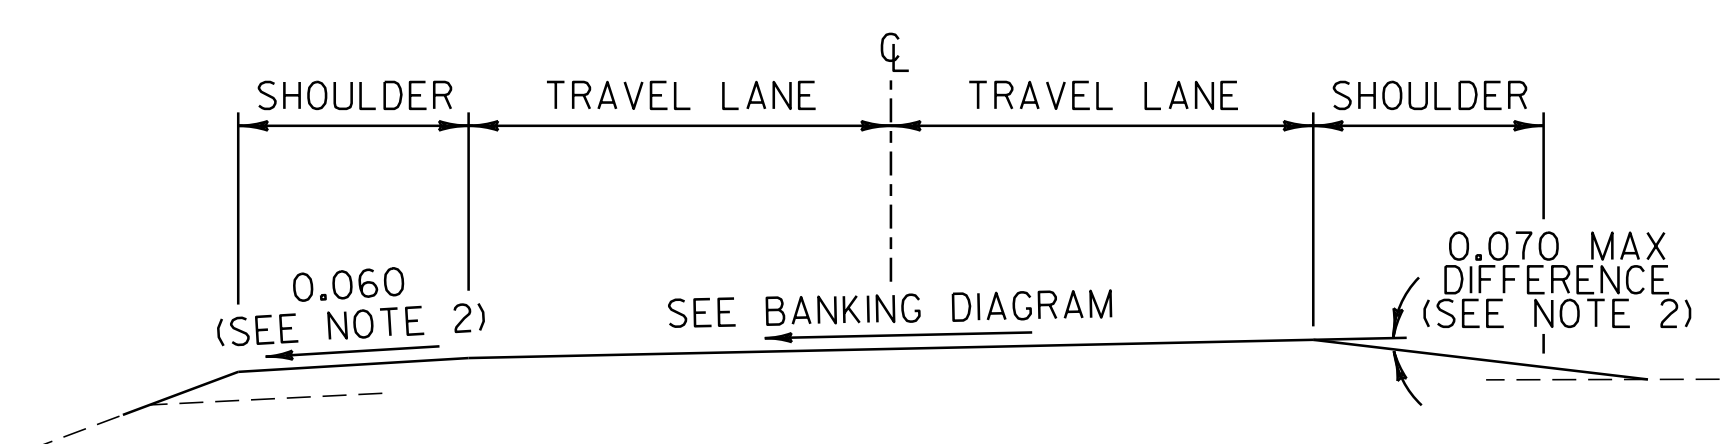 ℄
SHOULDER TRAVEL LANE TRAVEL LANE SHOULDER
0.060
(SEE NOTE 2)
SEE BANKING DIAGRAM
0.070 MAX
DIFFERENCE
(SEE NOTE 2)